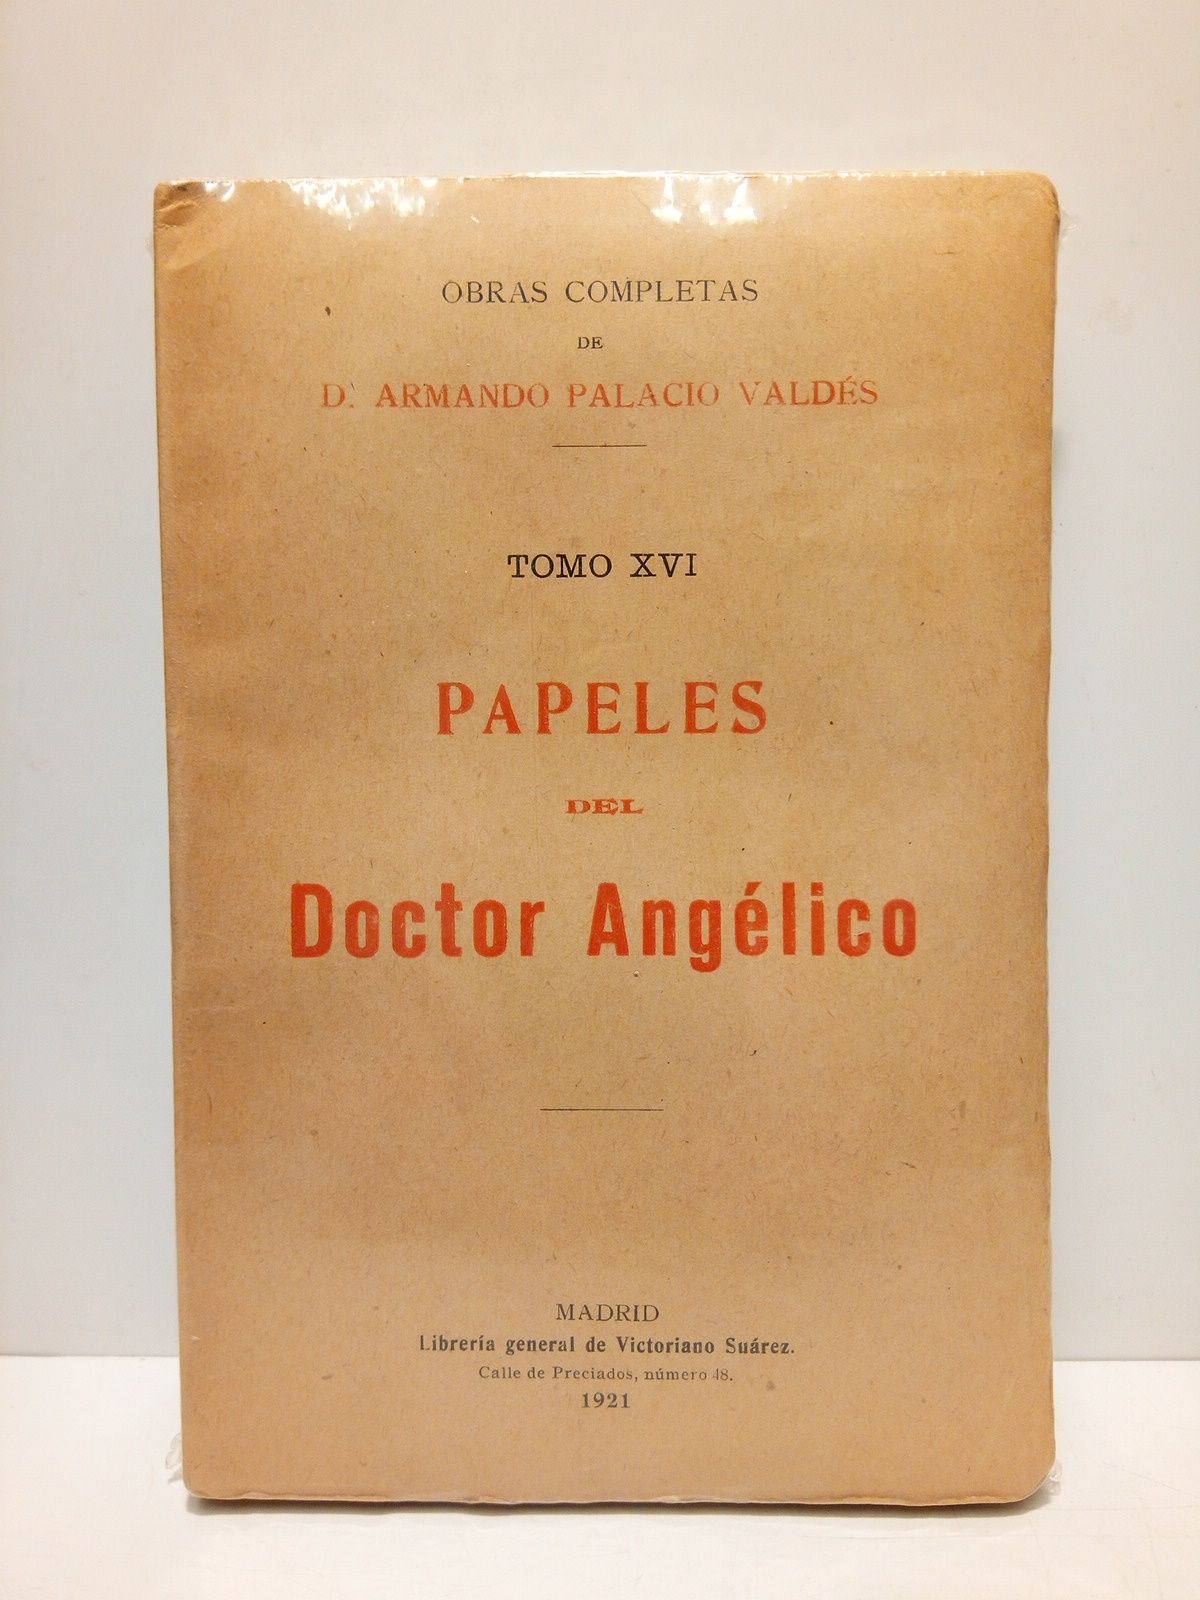 OBRAS COMPLETAS
DE
D. ARMANDO PALACIO VALDÉS
TOMO XVI
PAPELES
DEL
Doctor Angélico
MADRID
Librería general de Victoriano Suárez.
Calle de Preciados, número 48.
1921